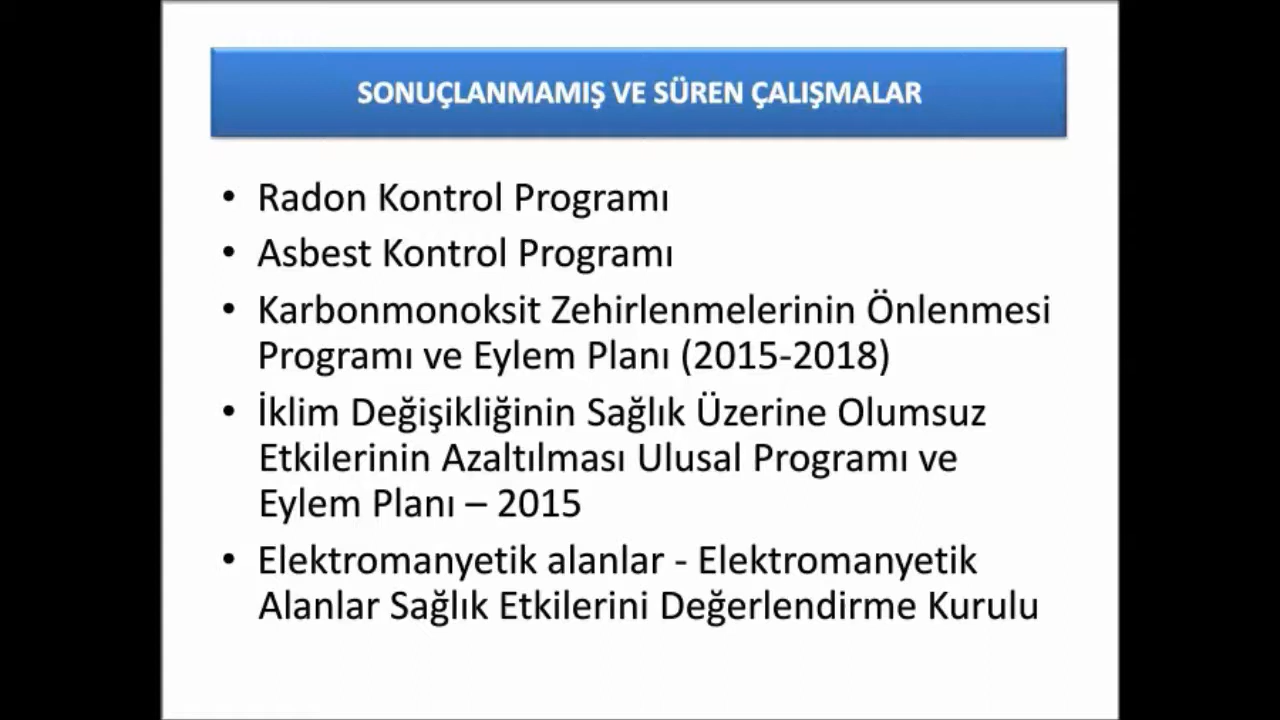 SONUÇLANMAMIŞ VE SÜREN ÇALIŞMALAR
• Radon Kontrol Programı
• Asbest Kontrol Programı
• Karbonmonoksit Zehirlenmelerinin Önlenmesi
Programı ve Eylem Planı (2015-2018)
• İklim Değişikliğinin Sağlık Üzerine Olumsuz
Etkilerinin Azaltılması Ulusal Programı ve
Eylem Planı – 2015
• Elektromanyetik alanlar - Elektromanyetik
Alanlar Sağlık Etkilerini Değerlendirme Kurulu